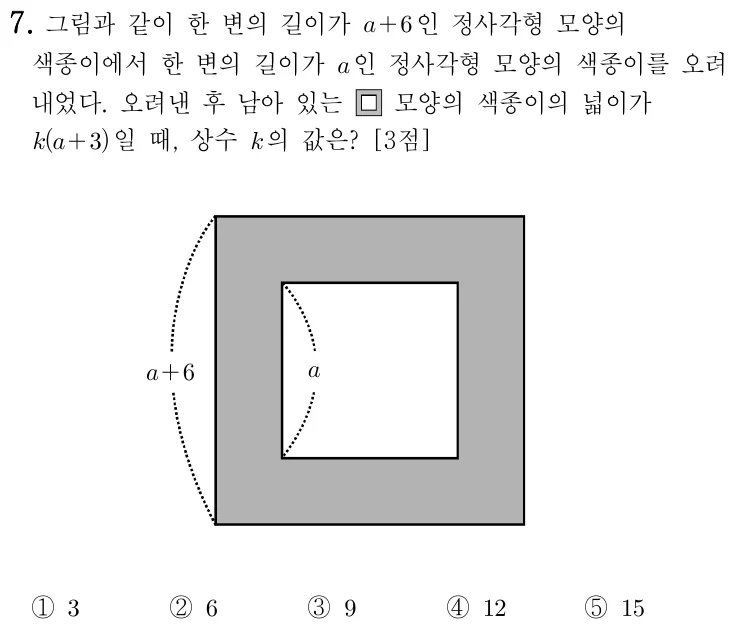 7. 그림과 같이 한 변의 길이가 a+6인 정사각형 모양의
색종이에서 한 변의 길이가 a인 정사각형 모양의 색종이를 오려
내었다. 오려낸 후 남아 있는 모양의 색종이의 넓이가
k(a+3)일 때, 상수 k의 값은? [3점]
a+6
a
① 3 ② 6 ③ 9 ④ 12 ⑤ 15